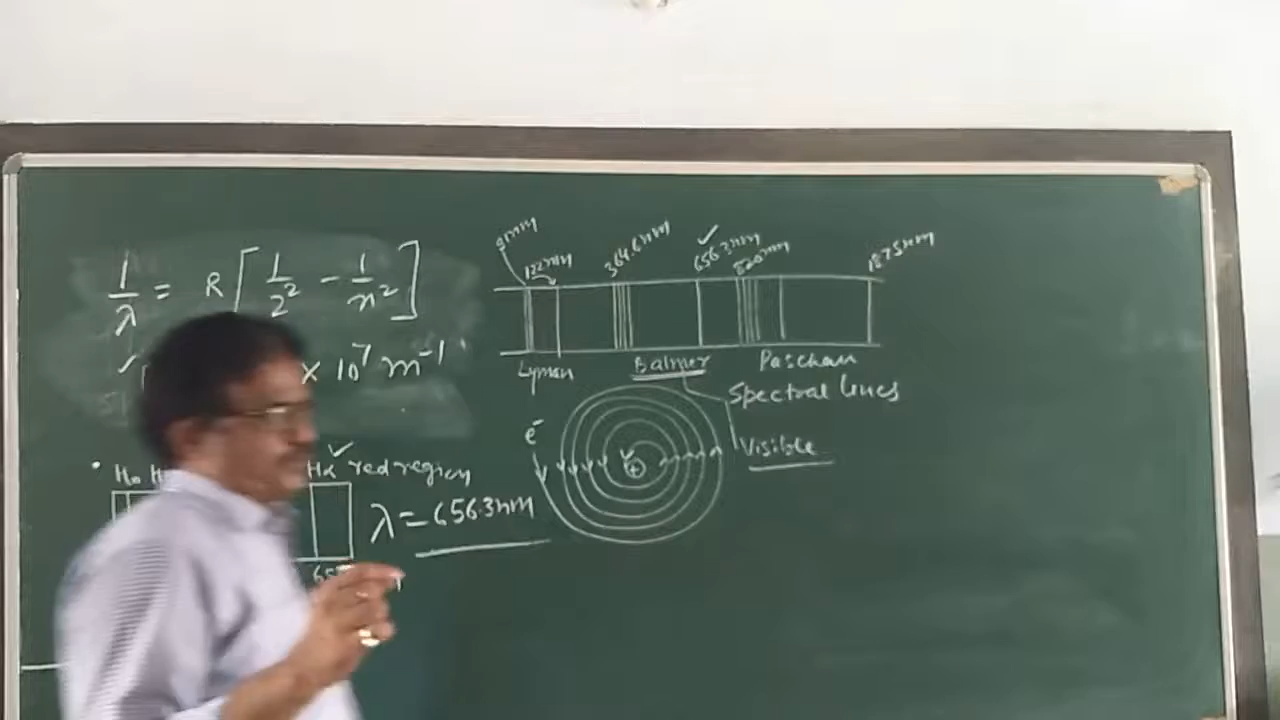 1/λ = R[1/2² − 1/n²]
✓ × 10⁷ m⁻¹
91nm 122nm 364.6nm ✓ 656.3nm 820nm 1875nm
Lyman Balmer Paschan
Spectral lines
Visible
e⁻
+
Hα ✓ red region
λ = 656.3nm